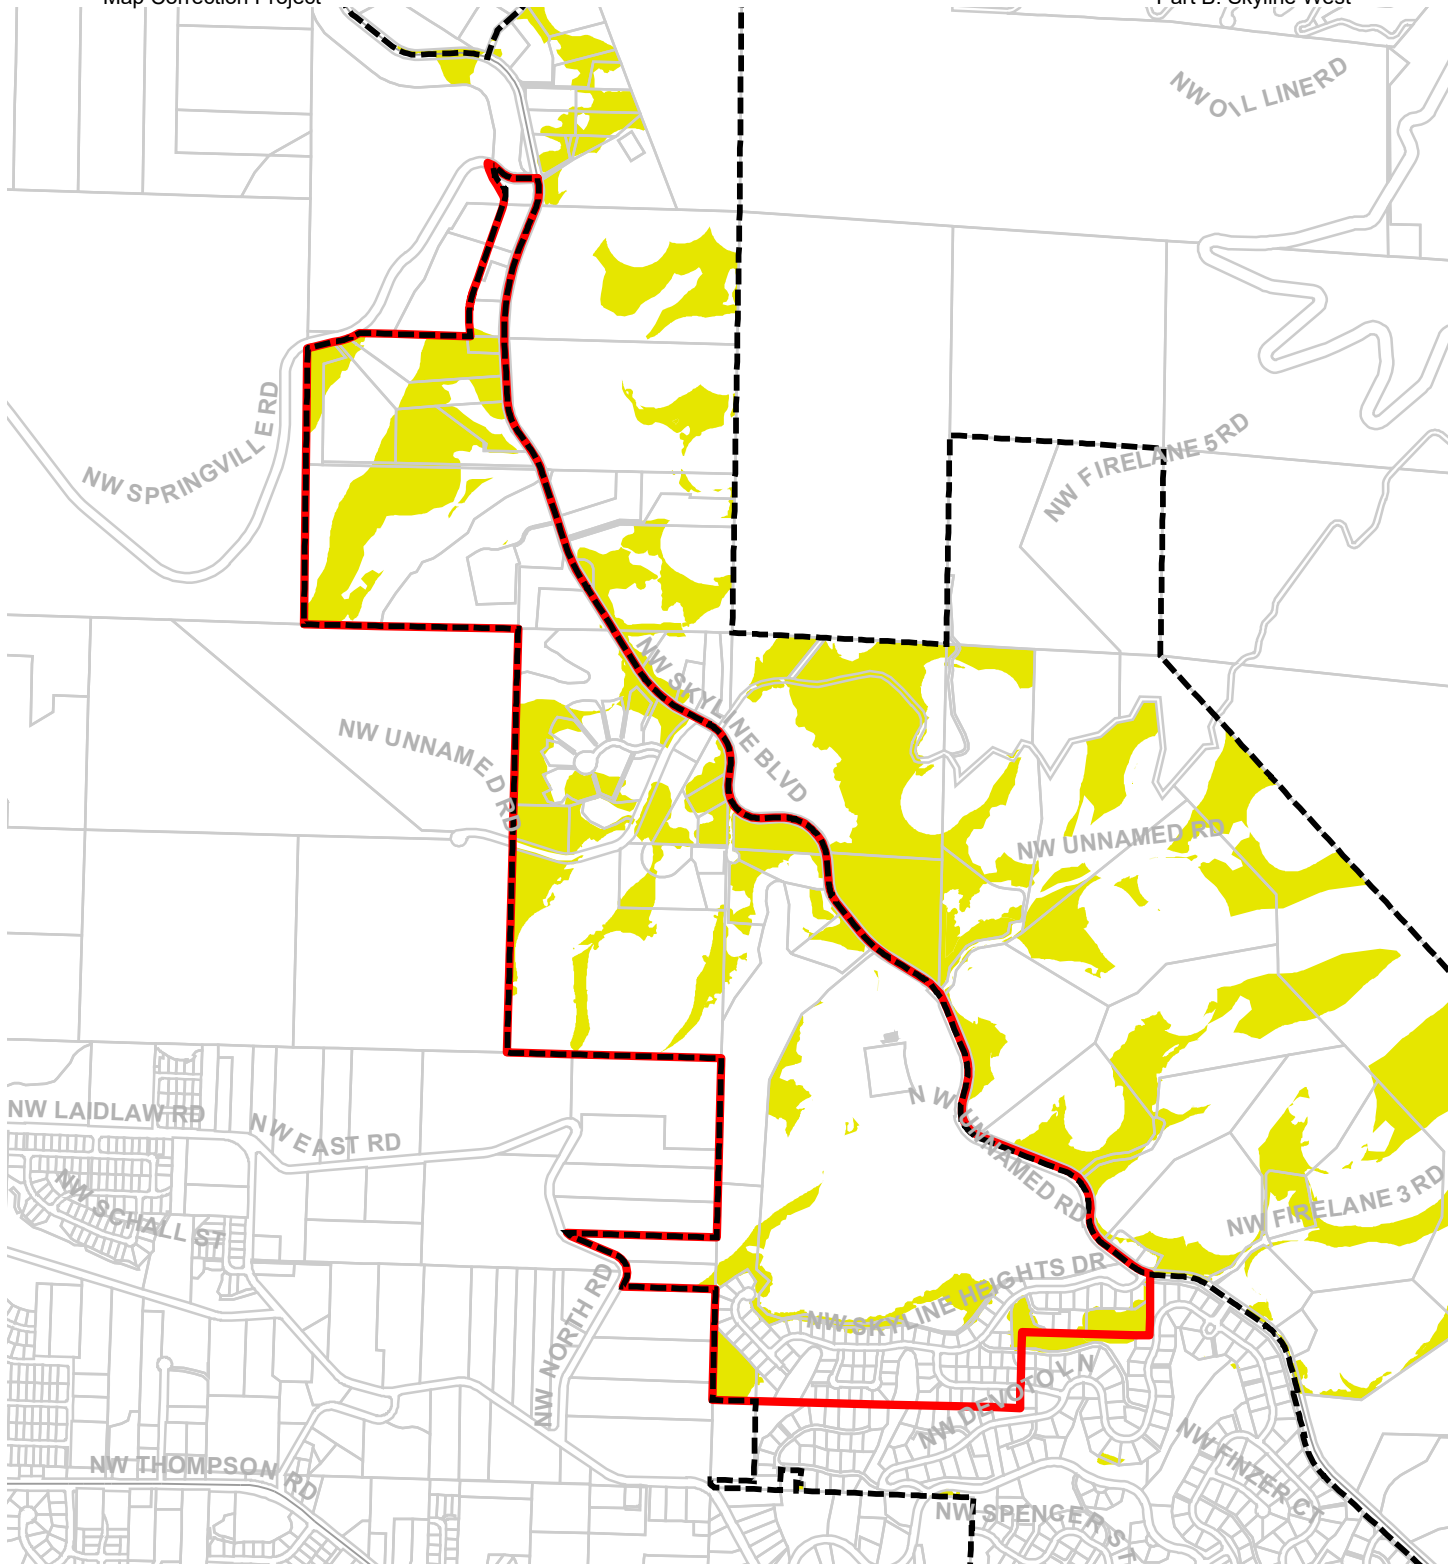 Map Correction Project
Part B: Skyline West
NW OIL LINE RD
NW FIRELANE 5 RD
NW SPRINGVILLE RD
NW SKYLINE BLVD
NW UNNAMED RD
NW UNNAMED RD
NW LAIDLAW RD
NW EAST RD
NW UNNAMED RD
NW SCHALL ST
NW FIRELANE 3 RD
NW SKYLINE HEIGHTS DR
NW NORTH RD
NW DEVOTO LN
NW FINZER CT
NW THOMPSON RD
NW SPENCER ST